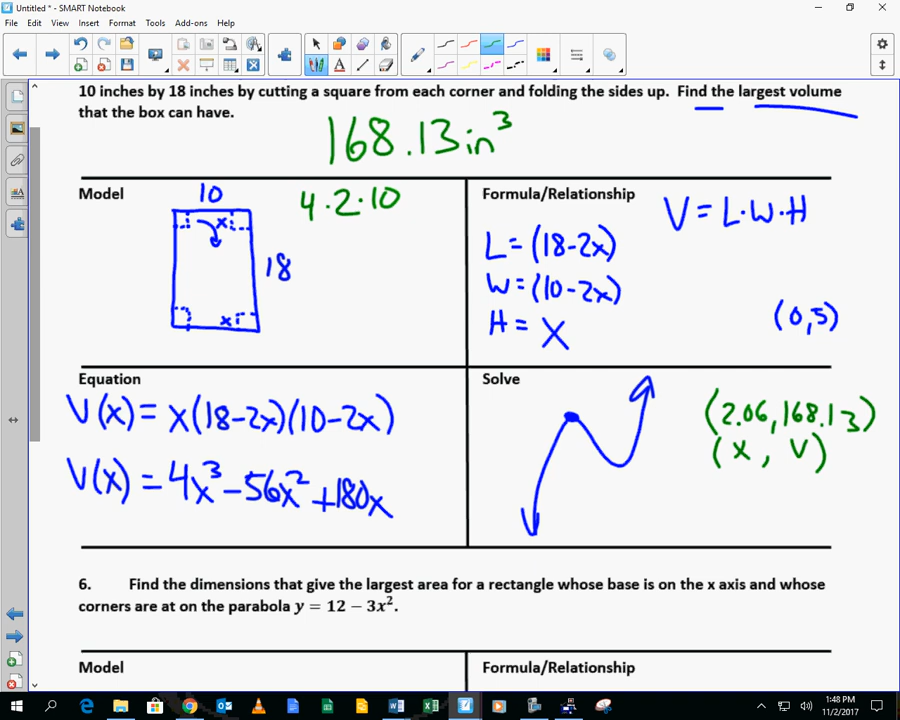 Untitled * - SMART Notebook
File Edit View Insert Format Tools Add-ons Help
10 inches by 18 inches by cutting a square from each corner and folding the sides up. Find the largest volume
that the box can have.
168.13in³
Model
10
4·2·10
x
18
x
Formula/Relationship
V = L·W·H
L = (18-2x)
W = (10-2x)
H = X
(0,5)
Equation
V(x) = x(18-2x)(10-2x)
V(x) = 4x³-56x²+180x
Solve
(2.06,168.13)
(x, V)
6. Find the dimensions that give the largest area for a rectangle whose base is on the x axis and whose
corners are at on the parabola y = 12 − 3x².
Model
Formula/Relationship
1:48 PM
11/2/2017